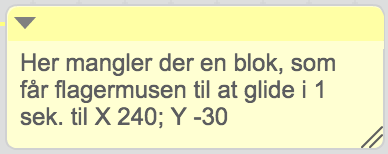 Her mangler der en blok, som
får flagermusen til at glide i 1
sek. til X 240; Y -30